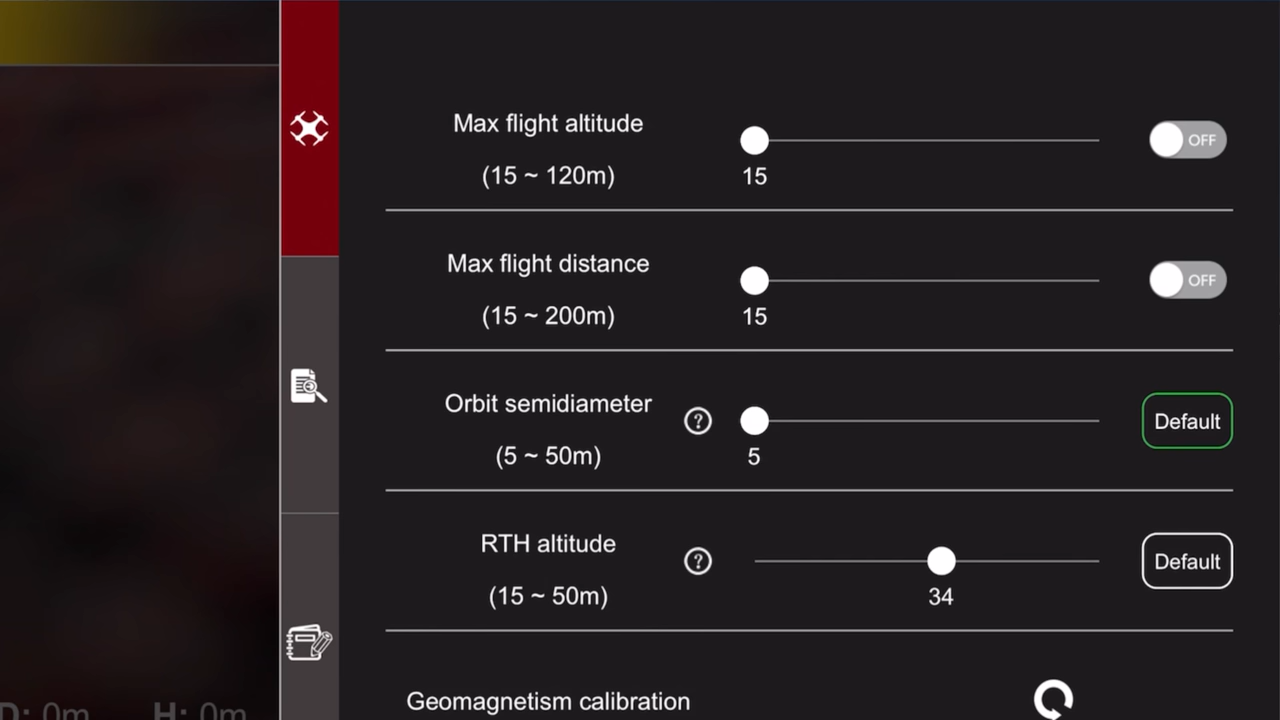 Max flight altitude
(15 ~ 120m)
15
OFF
Max flight distance
(15 ~ 200m)
15
OFF
Orbit semidiameter
(5 ~ 50m)
?
5
Default
RTH altitude
(15 ~ 50m)
?
34
Default
Geomagnetism calibration
D: 0m H: 0m